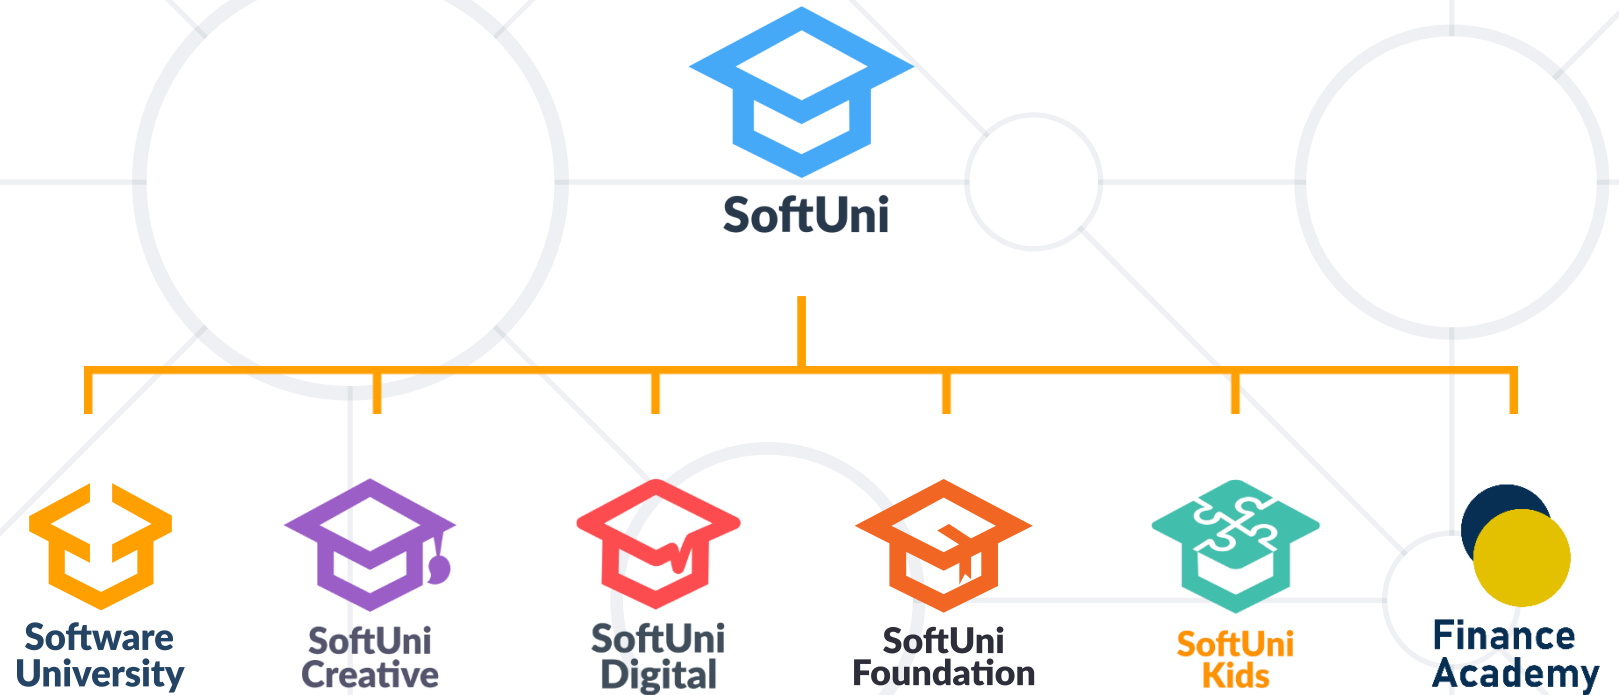 SoftUni
Software
University
SoftUni
Creative
SoftUni
Digital
SoftUni
Foundation
SoftUni
Kids
Finance
Academy